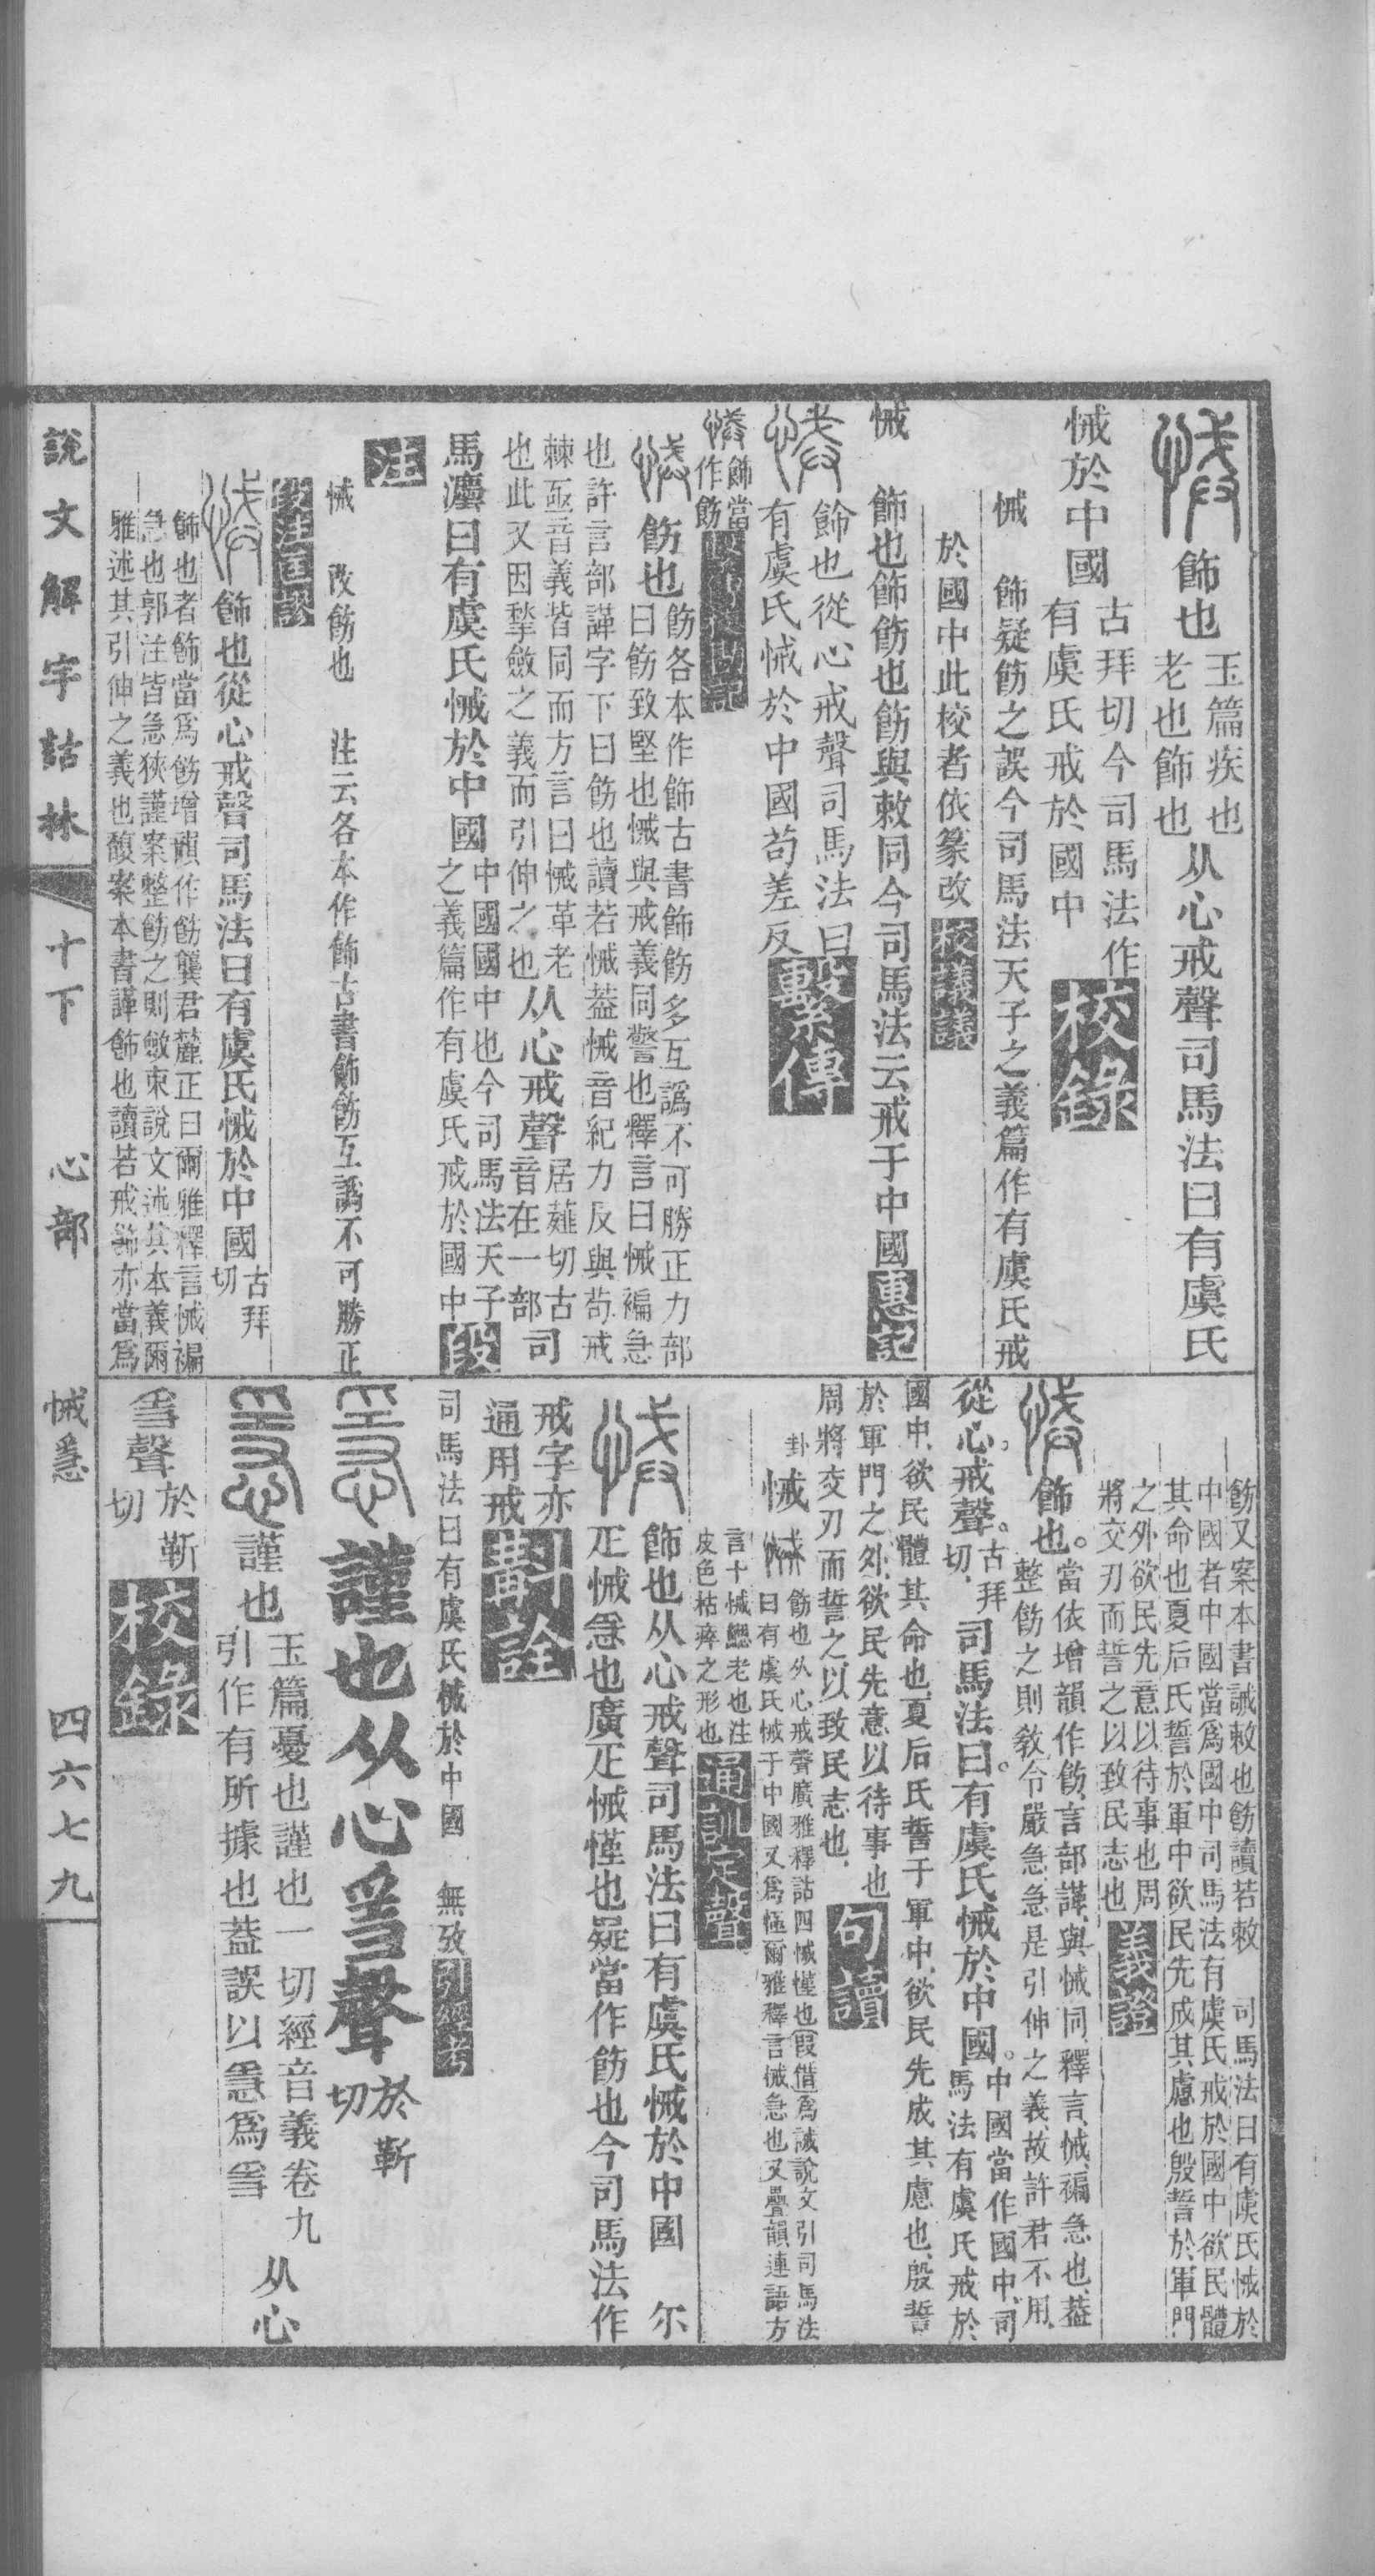 飾也玉篇疾也
老也飾也从心戒聲司馬法曰有虞氏
悈於中國古拜切今司馬法作
有虞氏戒於國中校錄
悈 飾疑飭之誤今司馬法天子之義篇作有虞氏戒
於國中此校者依篆改校議議
悈 飾也飾飭也飭與敕同今司馬法云戒于中國惠記
飾也從心戒聲司馬法曰
有虞氏悈於中國苟差反繫傳
飾當
作飭
飭也飭各本作飾古書飾飭多互譌不可勝正力部
曰飭致堅也悈與戒義同警也釋言曰悈褊急
也許言部諽字下曰飭也讀若悈葢悈音紀力反與茍戒
棘亟音義皆同而方言曰悈革老
也此又因揫斂之義而引伸之也从心戒聲居薤切古
音在一部司
馬灋曰有虞氏悈於中國中國國中也今司馬法天子
之義篇作有虞氏戒於國中段
注
悈 改飭也 注云各本作飾古書飾飭互譌不可勝正
段注匡謬
飾也從心戒聲司馬法曰有虞氏悈於中國古拜
切
飾也者飾當爲飭增韻作飭龔君麓正曰爾雅釋言悈褊
急也郭注皆急狹謹案整飭之則斂束說文述其本義爾
雅述其引伸之義也馥案本書諽飾也讀若戒飾亦當爲
飭又案本書誡敕也飭讀若敕 司馬法曰有虞氏悈於
中國者中國當爲國中司馬法有虞氏戒於國中欲民體
其命也夏后氏誓於軍中欲民先成其慮也殷誓於軍門
之外欲民先意以待事也周
將交刃而誓之以致民志也義證
飾也。當依增韻作飭、言部諽、與悈同、釋言、悈、褊急也、葢
整飭之則敎令嚴急、急是引伸之義、故許君不用、
從心、戒聲。古拜
切、司馬法曰。有虞氏悈於中國。中國當作國中、司
馬法有虞氏戒於
國中、欲民體其命也、夏后氏誓于軍中、欲民先成其慮也、殷誓
於軍門之外、欲民先意以待事也
周將交刃而誓之、以致民志也、句讀
卦 悈 飭也从心戒聲廣雅釋詁四悈慬也叚借爲誡說文引司馬法
曰有虞氏悈于中國又爲亟爾雅釋言悈急也又疊韻連語方
言十悈鰓老也注
皮色枯瘁之形也通訓定聲
飾也从心戒聲司馬法曰有虞氏悈於中國 尔
疋悈急也廣疋悈慬也疑當作飭也今司馬法作
戒字亦
通用戒斠詮
司馬法曰有虞氏悈於中國 無攷引經考
謹也从心㥯聲於靳
切
謹也玉篇憂也謹也一切經音義卷九
引作有所據也蓋誤以㥯爲㒚 从心
㒚聲於靳
切校錄
說文解字詁林 十下 心部 悈㥯 四六七九